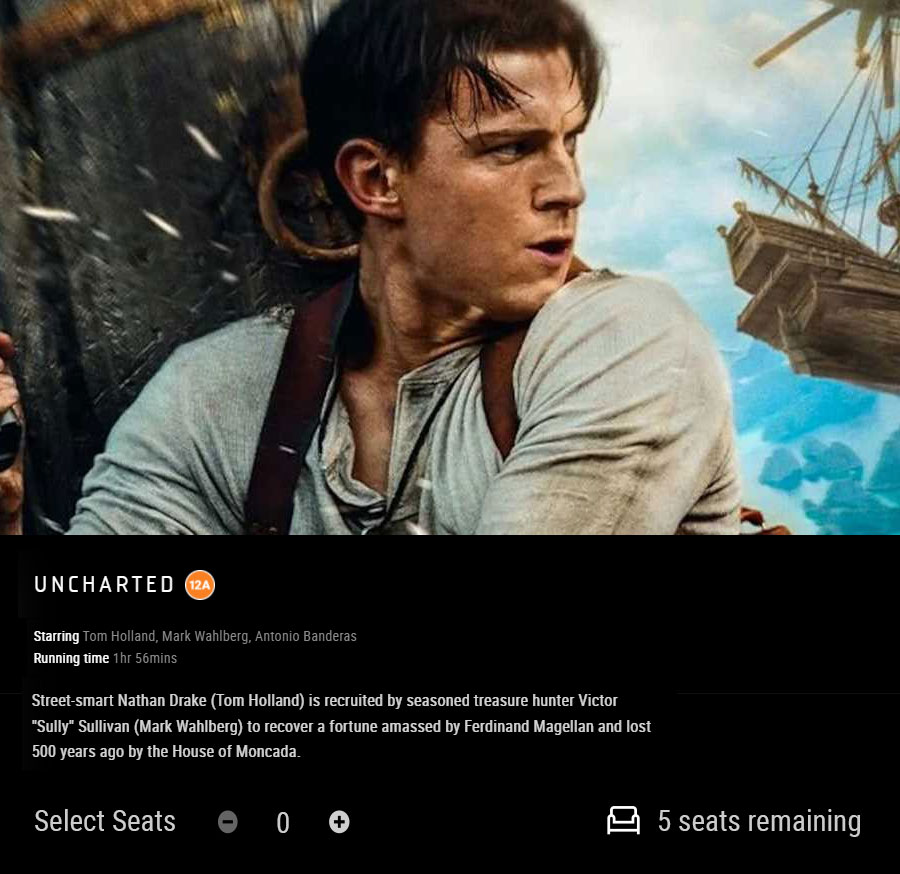 UNCHARTED 12A
Starring Tom Holland, Mark Wahlberg, Antonio Banderas
Running time 1hr 56mins
Street-smart Nathan Drake (Tom Holland) is recruited by seasoned treasure hunter Victor
"Sully" Sullivan (Mark Wahlberg) to recover a fortune amassed by Ferdinand Magellan and lost
500 years ago by the House of Moncada.
Select Seats - 0 + 5 seats remaining